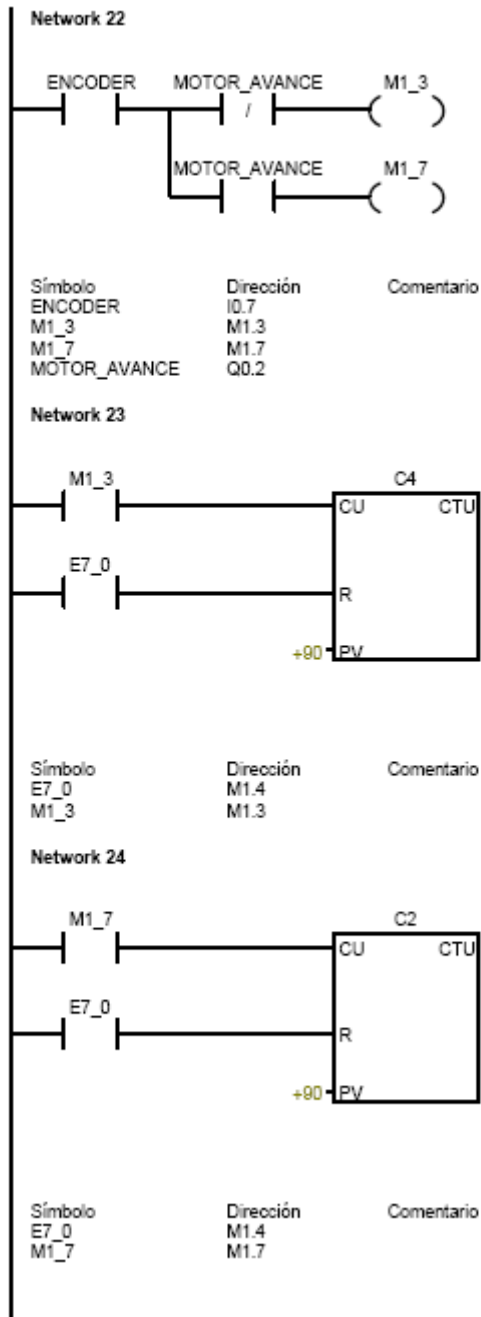 Network 22
ENCODER MOTOR_AVANCE M1_3
/
MOTOR_AVANCE M1_7
Símbolo Dirección Comentario
ENCODER I0.7
M1_3 M1.3
M1_7 M1.7
MOTOR_AVANCE Q0.2
Network 23
M1_3 C4
CU CTU
E7_0
R
+90 PV
Símbolo Dirección Comentario
E7_0 M1.4
M1_3 M1.3
Network 24
M1_7 C2
CU CTU
E7_0
R
+90 PV
Símbolo Dirección Comentario
E7_0 M1.4
M1_7 M1.7